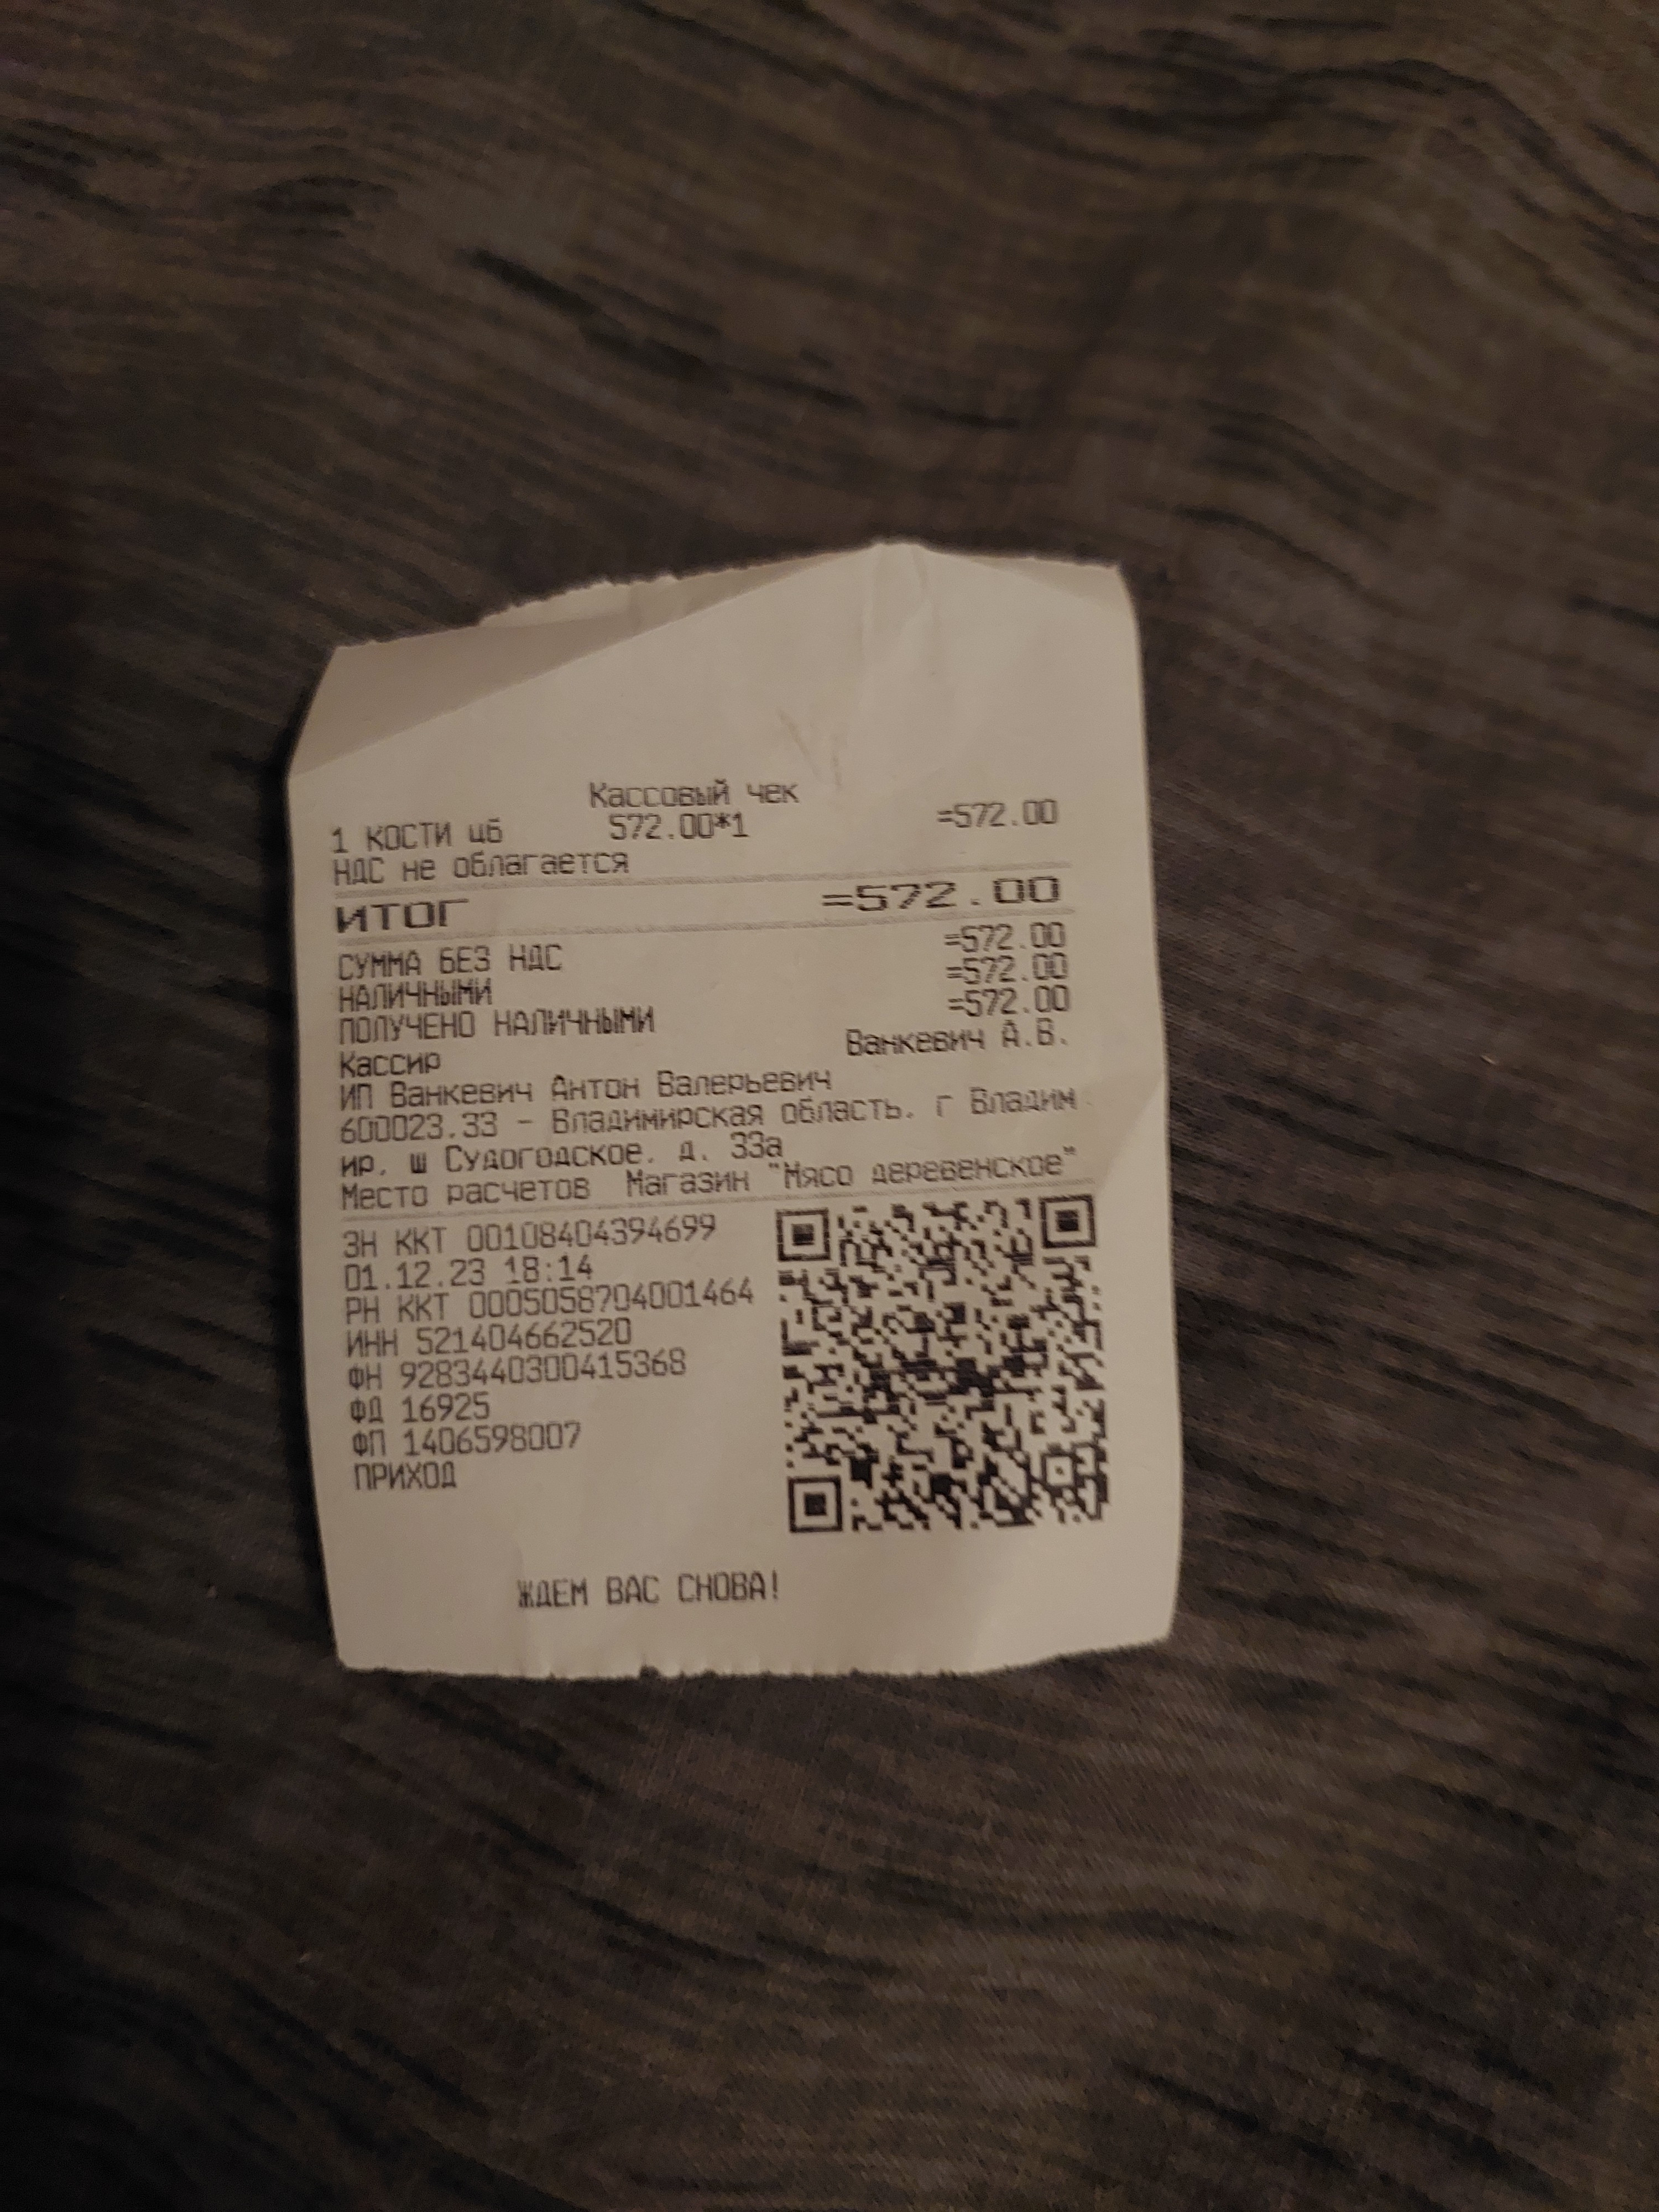 Кассовый чек
1 КОСТИ цб 572.00*1 =572.00
НДС не облагается
ИТОГ =572.00
СУММА БЕЗ НДС =572.00
НАЛИЧНЫМИ =572.00
ПОЛУЧЕНО НАЛИЧНЫМИ =572.00
Кассир Ванкевич А.В.
ИП Ванкевич Антон Валерьевич
600023,33 - Владимирская область, г Владим
ир, ш Судогодское, д. 33а
Место расчетов Магазин "Мясо деревенское"
ЗН ККТ 00108404394699
01.12.23 18:14
РН ККТ 0005058704001464
ИНН 521404662520
ФН 9283440300415368
ФД 16925
ФП 1406598007
ПРИХОД
ЖДЕМ ВАС СНОВА!